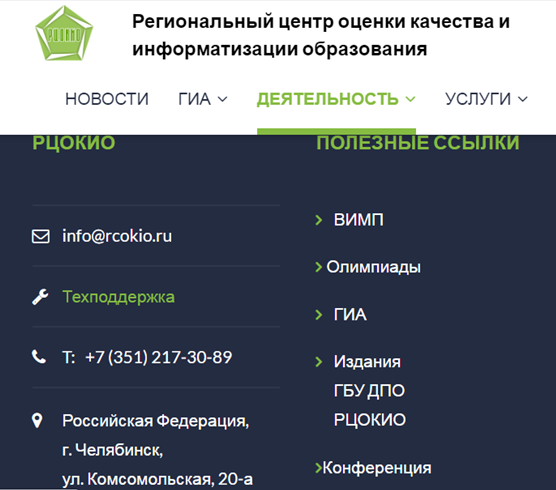 РЦОКИО
Региональный центр оценки качества и
информатизации образования
НОВОСТИ ГИА ДЕЯТЕЛЬНОСТЬ УСЛУГИ
РЦОКИО
info@rcokio.ru
Техподдержка
Т: +7 (351) 217-30-89
Российская Федерация,
г. Челябинск,
ул. Комсомольская, 20-а
ПОЛЕЗНЫЕ ССЫЛКИ
ВИМП
Олимпиады
ГИА
Издания
ГБУ ДПО
РЦОКИО
Конференция